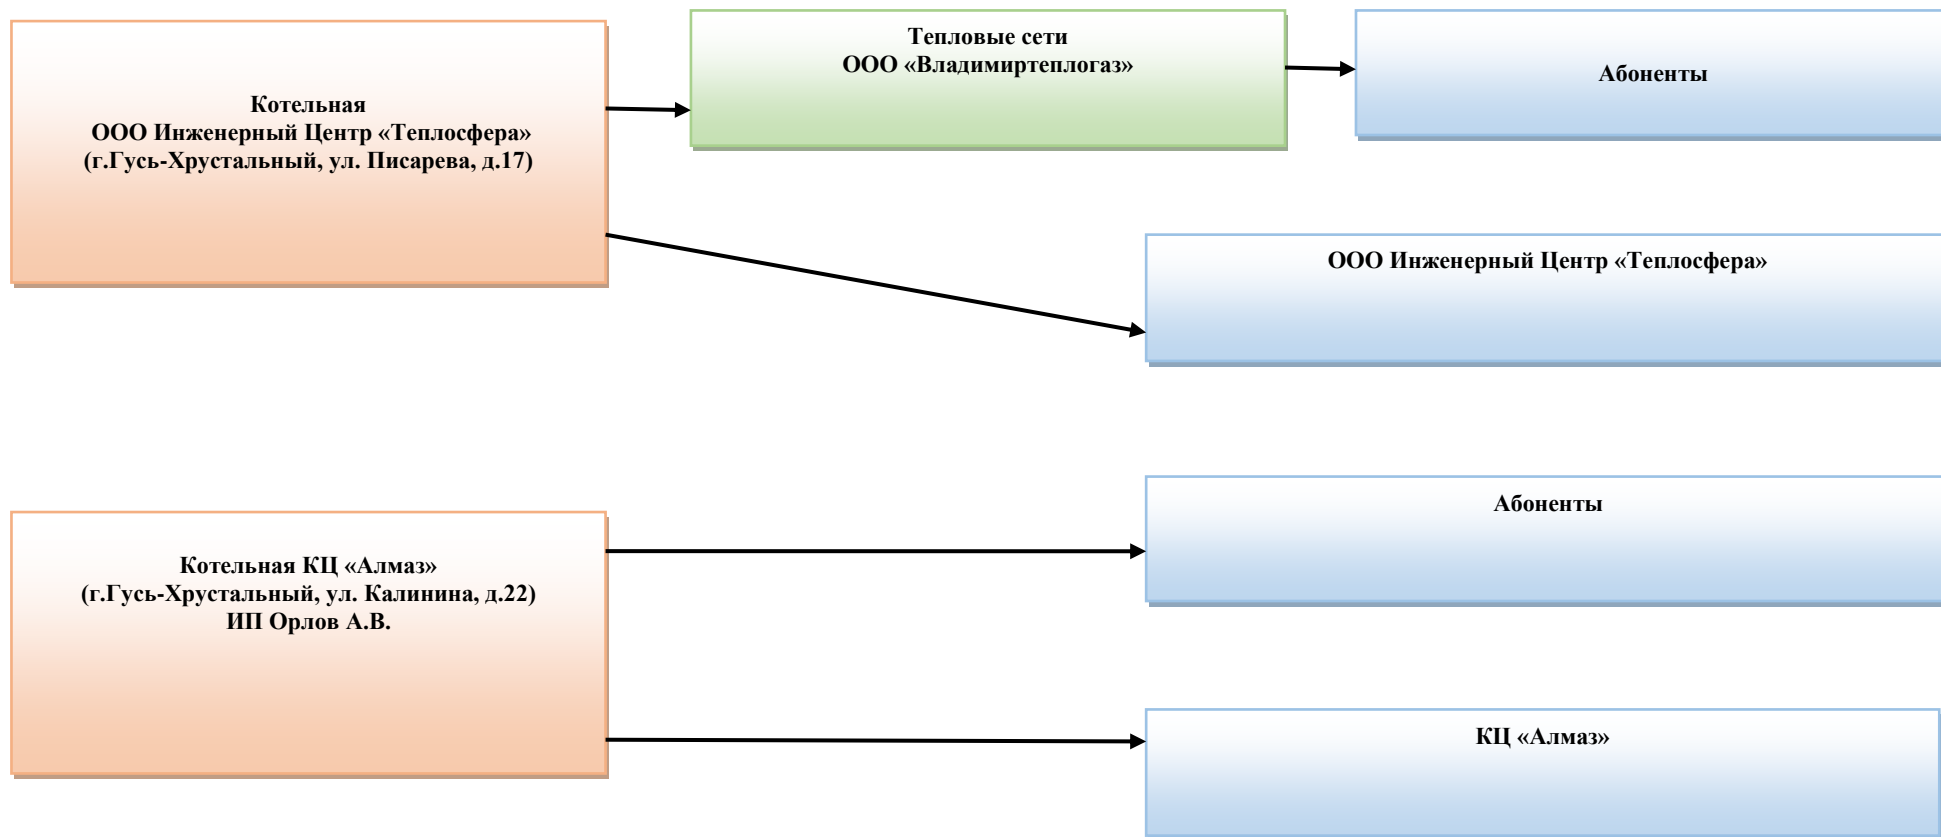 Котельная
ООО Инженерный Центр «Теплосфера»
(г.Гусь-Хрустальный, ул. Писарева, д.17)
Тепловые сети
ООО «Владимиртеплогаз»
Абоненты
ООО Инженерный Центр «Теплосфера»
Котельная КЦ «Алмаз»
(г.Гусь-Хрустальный, ул. Калинина, д.22)
ИП Орлов А.В.
Абоненты
КЦ «Алмаз»